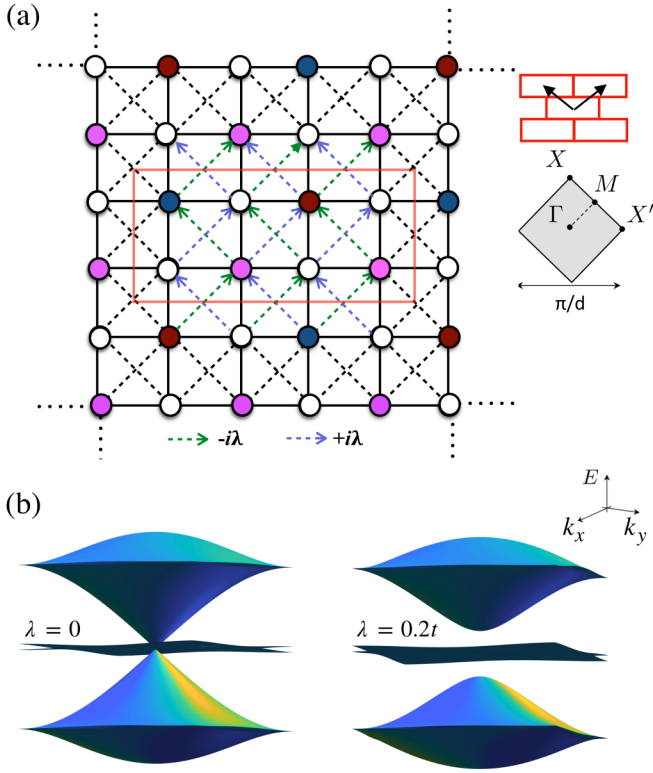 (a)
X
M
Γ
X′
π/d
-iλ
+iλ
(b)
E
k_x
k_y
λ = 0
λ = 0.2t